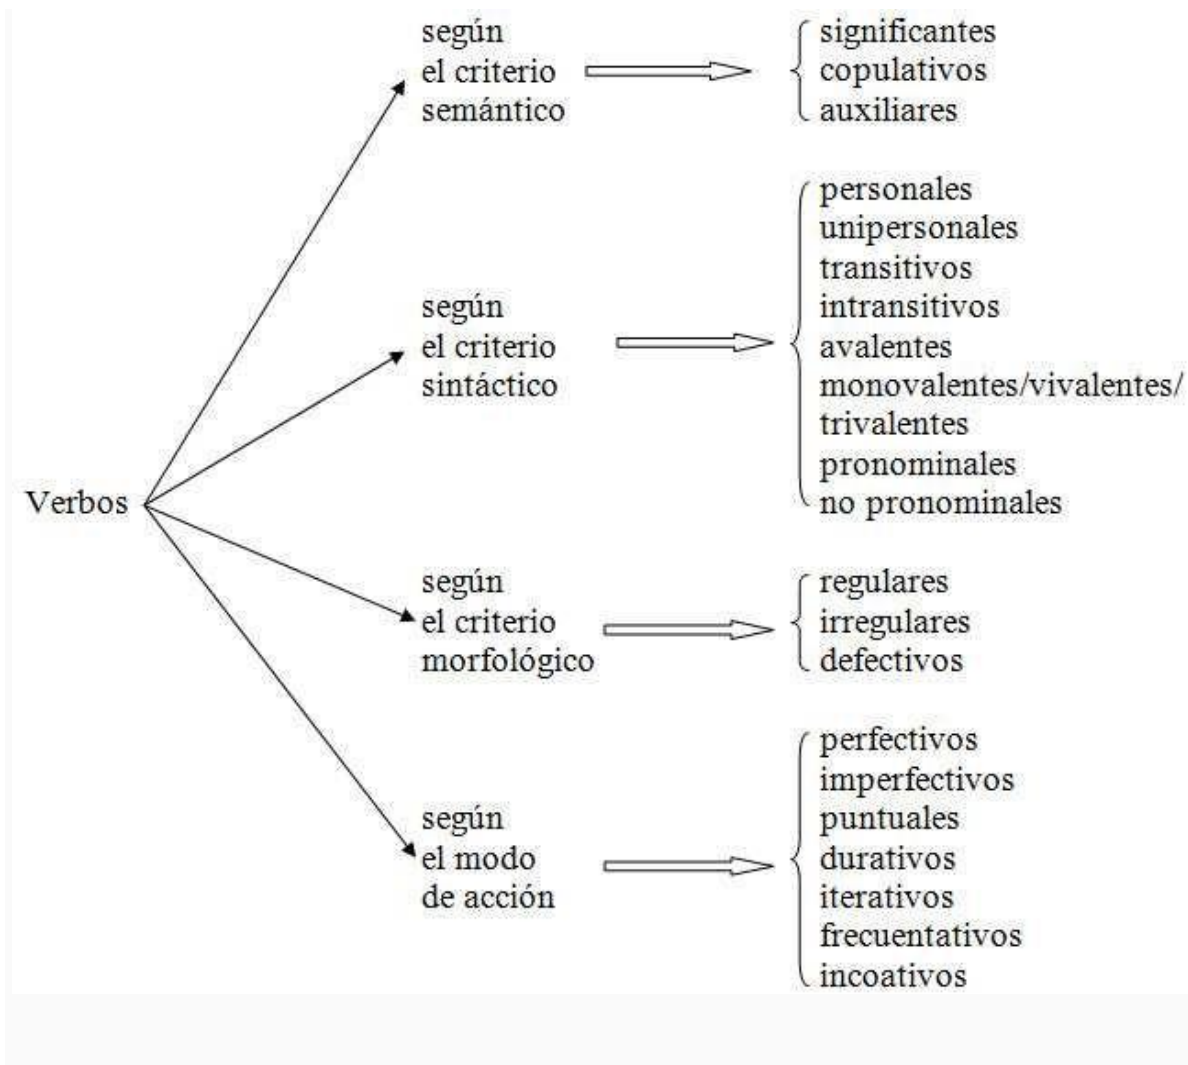 según
el criterio
semántico
significantes
copulativos
auxiliares
según
el criterio
sintáctico
personales
unipersonales
transitivos
intransitivos
avalentes
monovalentes/vivalentes/
trivalentes
pronominales
no pronominales
Verbos
según
el criterio
morfológico
regulares
irregulares
defectivos
según
el modo
de acción
perfectivos
imperfectivos
puntuales
durativos
iterativos
frecuentativos
incoativos